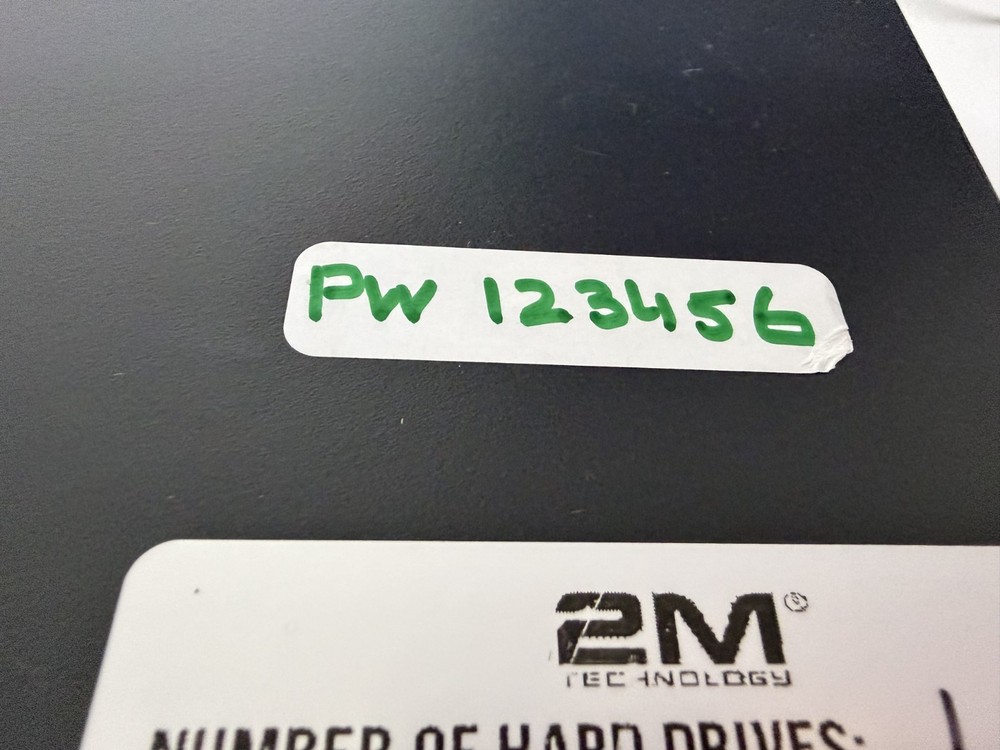 PW 123456
2M®
TECHNOLOGY
NUMBER OF HARD DRIVES: